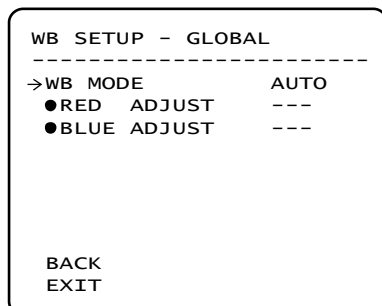 WB SETUP – GLOBAL
------------------------
→WB MODE AUTO
●RED ADJUST ---
●BLUE ADJUST ---
BACK
EXIT